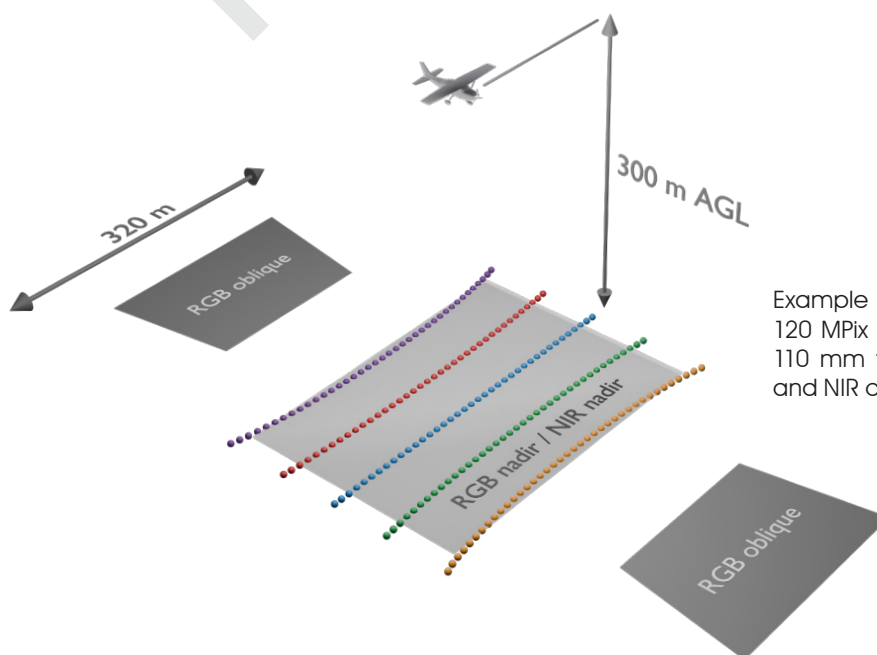 300 m AGL
320 m
RGB oblique
Example
120 MPix
110 mm
and NIR
RGB nadir / NIR nadir
RGB oblique